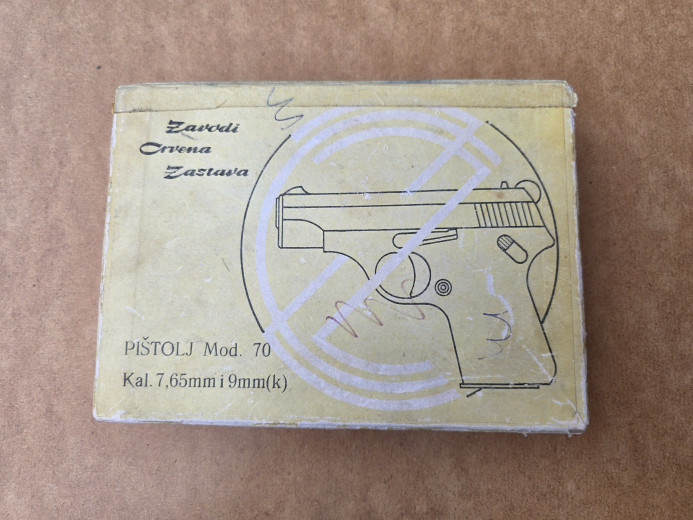 Zavodi
Crvena
Zastava
PIŠTOLJ Mod. 70
Kal. 7,65mm i 9mm(k)